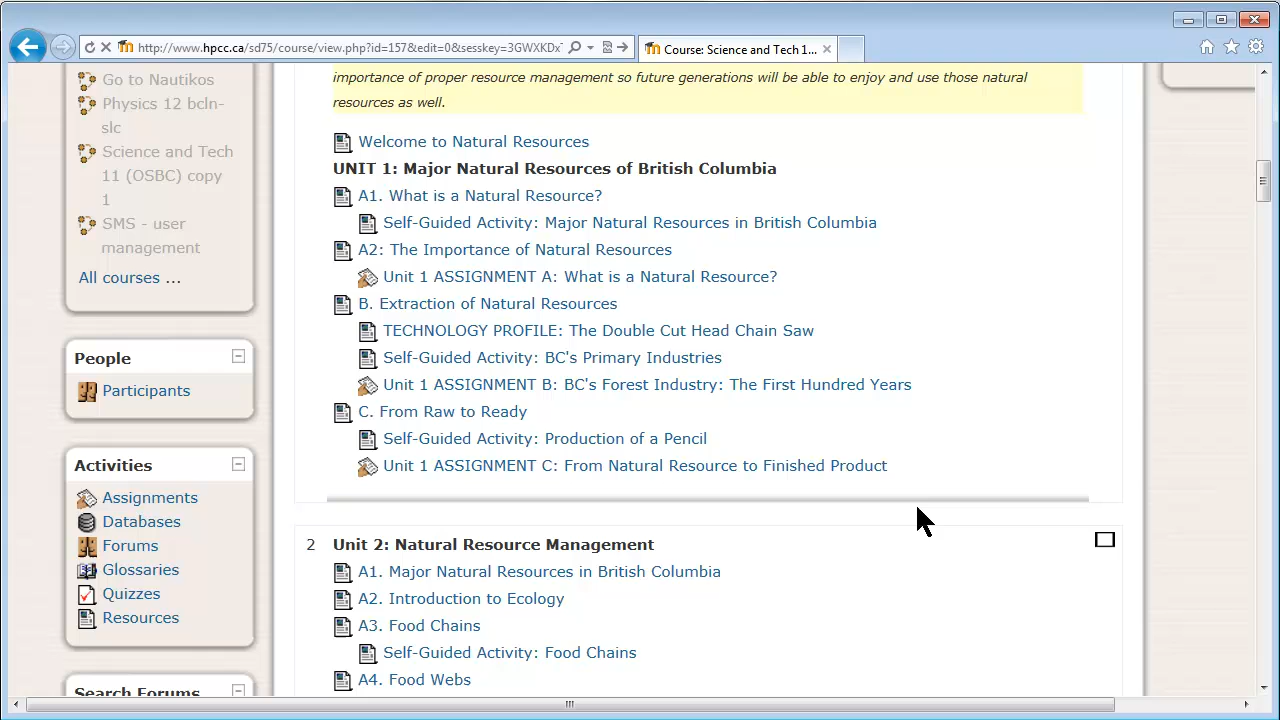 http://www.hpcc.ca/sd75/course/view.php?id=157&edit=0&sesskey=3GWXKDx
Course: Science and Tech 1...
Go to Nautikos
Physics 12 bcln-
slc
Science and Tech
11 (OSBC) copy
1
SMS - user
management
All courses ...
People
Participants
Activities
Assignments
Databases
Forums
Glossaries
Quizzes
Resources
Search Forums
importance of proper resource management so future generations will be able to enjoy and use those natural
resources as well.
Welcome to Natural Resources
UNIT 1: Major Natural Resources of British Columbia
A1. What is a Natural Resource?
Self-Guided Activity: Major Natural Resources in British Columbia
A2: The Importance of Natural Resources
Unit 1 ASSIGNMENT A: What is a Natural Resource?
B. Extraction of Natural Resources
TECHNOLOGY PROFILE: The Double Cut Head Chain Saw
Self-Guided Activity: BC's Primary Industries
Unit 1 ASSIGNMENT B: BC's Forest Industry: The First Hundred Years
C. From Raw to Ready
Self-Guided Activity: Production of a Pencil
Unit 1 ASSIGNMENT C: From Natural Resource to Finished Product
2 Unit 2: Natural Resource Management
A1. Major Natural Resources in British Columbia
A2. Introduction to Ecology
A3. Food Chains
Self-Guided Activity: Food Chains
A4. Food Webs